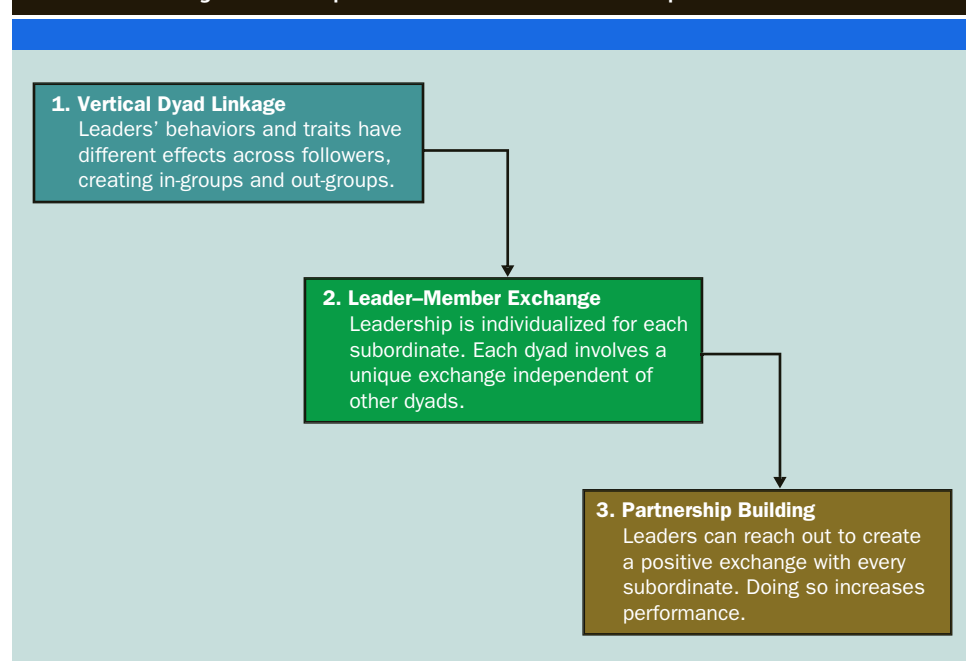 1. Vertical Dyad Linkage
Leaders’ behaviors and traits have
different effects across followers,
creating in-groups and out-groups.
2. Leader–Member Exchange
Leadership is individualized for each
subordinate. Each dyad involves a
unique exchange independent of
other dyads.
3. Partnership Building
Leaders can reach out to create
a positive exchange with every
subordinate. Doing so increases
performance.